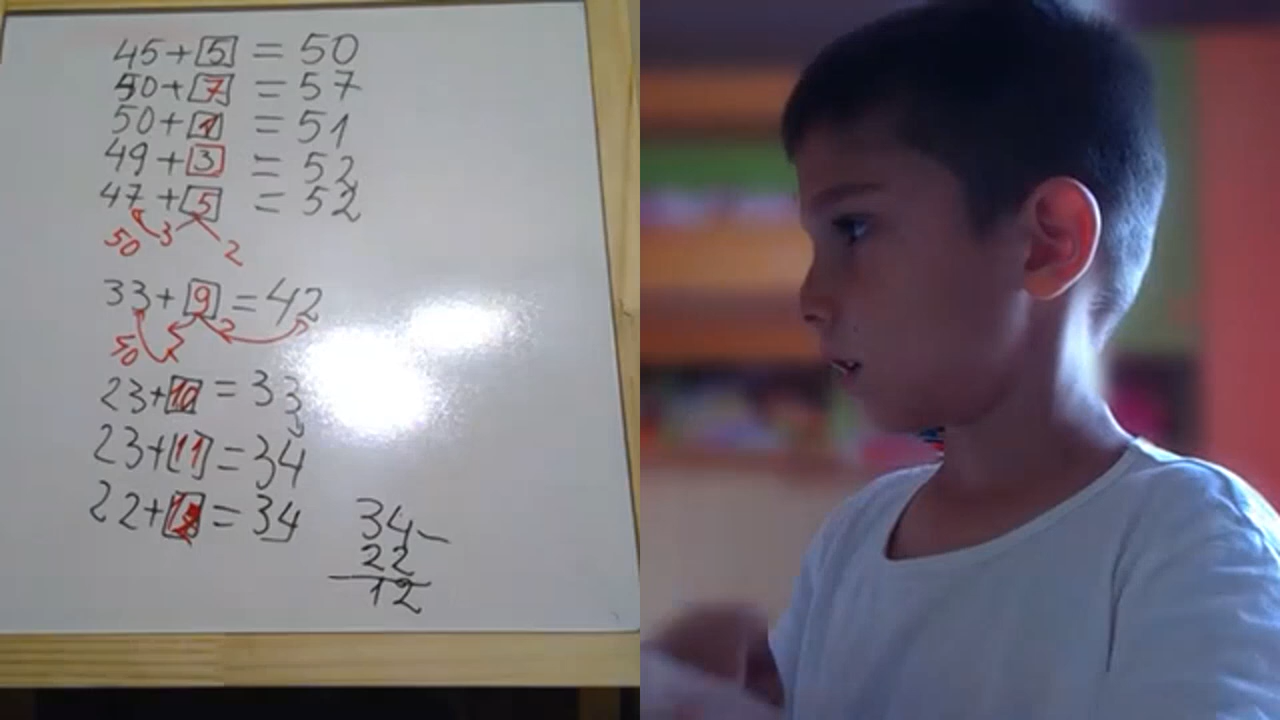 45+5 = 50
50+7 = 57
50+1 = 51
49+3 = 52
47+5 = 52
50 3 2
33+9=42
50 2
23+10=33
23+11=34
22+12=34
34-
22
12